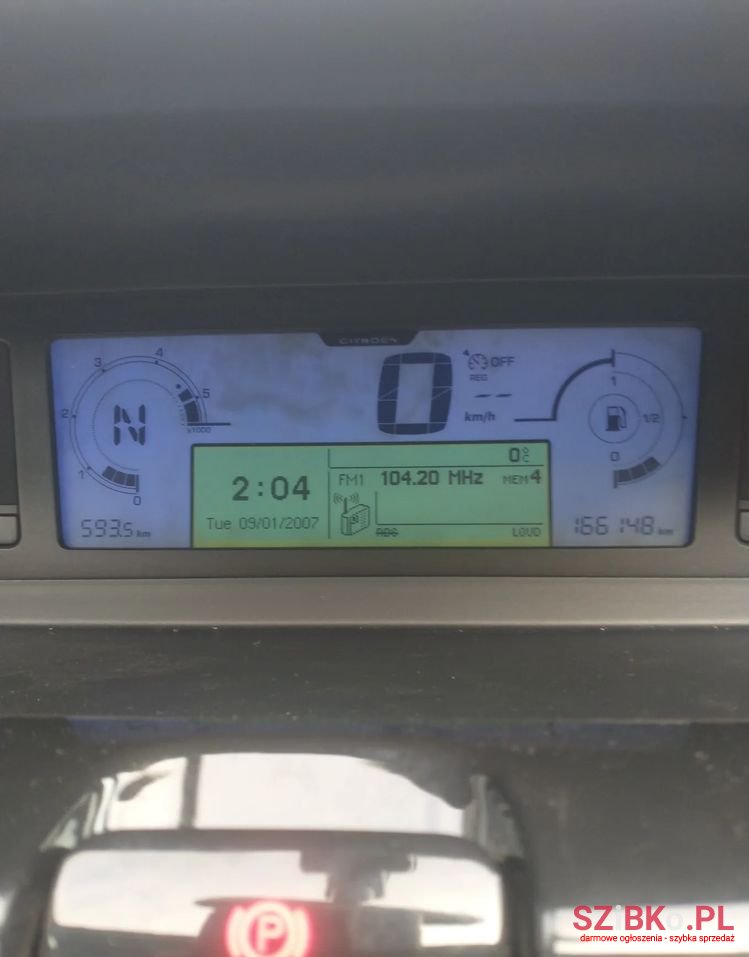 CITROËN
4
3
5
2
x1000
1
0
N
593.5 km
0
km/h
OFF
REG
-- --
1
1/2
0
166148 km
0°C
2:04
FM1 104.20 MHz MEM4
Tue 09/01/2007
RDS
LOUD
P
SZ BK .PL
darmowe ogłoszenia - szybka sprzedaż